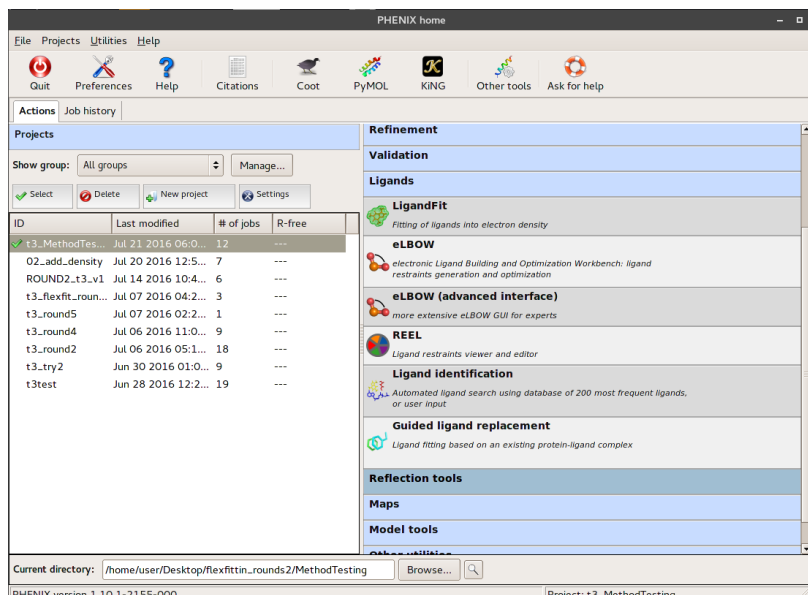 PHENIX home
File Projects Utilities Help
Quit Preferences Help Citations Coot PyMOL KiNG Other tools Ask for help
Actions Job history
Projects
Show group: All groups Manage...
Select Delete New project Settings
ID Last modified # of jobs R-free
t3_MethodTes... Jul 21 2016 06:0... 12 ---
02_add_density Jul 20 2016 12:5... 7 ---
ROUND2_t3_v1 Jul 14 2016 10:4... 6 ---
t3_flexfit_roun... Jul 07 2016 04:2... 3 ---
t3_round5 Jul 07 2016 02:2... 1 ---
t3_round4 Jul 06 2016 11:0... 9 ---
t3_round2 Jul 06 2016 05:1... 18 ---
t3_try2 Jun 30 2016 01:0... 9 ---
t3test Jun 28 2016 12:2... 19 ---
Refinement
Validation
Ligands
LigandFit
Fitting of ligands into electron density
eLBOW
electronic Ligand Building and Optimization Workbench: ligand
restraints generation and optimization
eLBOW (advanced interface)
more extensive eLBOW GUI for experts
REEL
Ligand restraints viewer and editor
Ligand identification
Automated ligand search using database of 200 most frequent ligands,
or user input
Guided ligand replacement
Ligand fitting based on an existing protein-ligand complex
Reflection tools
Maps
Model tools
Other utilities
Current directory: /home/user/Desktop/flexfittin_rounds2/MethodTesting Browse...
PHENIX version 1.10.1-2155-000 Project: t3_MethodTesting